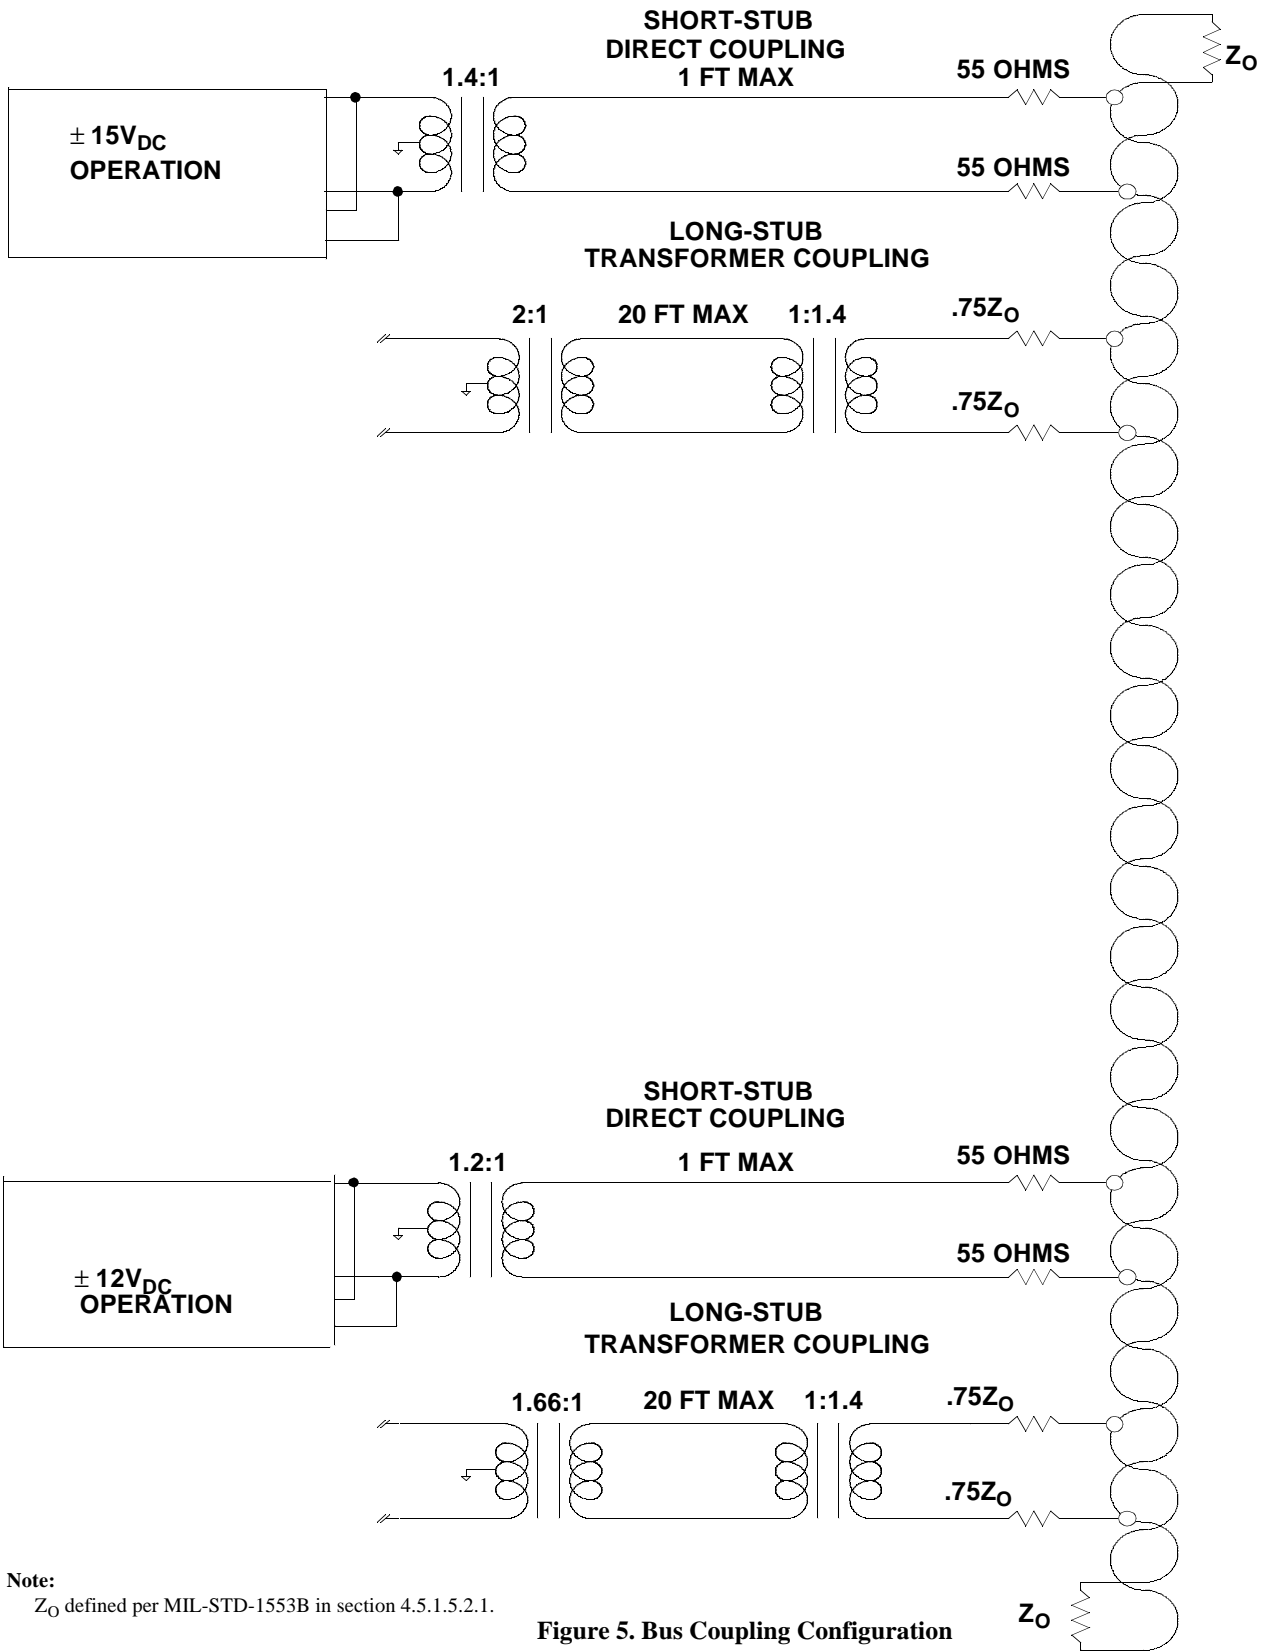 SHORT-STUB
DIRECT COUPLING
1 FT MAX
1.4:1
55 OHMS
ZO
± 15VDC
OPERATION
55 OHMS
LONG-STUB
TRANSFORMER COUPLING
2:1
20 FT MAX
1:1.4
.75ZO
.75ZO
SHORT-STUB
DIRECT COUPLING
1.2:1
1 FT MAX
55 OHMS
55 OHMS
± 12VDC
OPERATION
LONG-STUB
TRANSFORMER COUPLING
1.66:1
20 FT MAX
1:1.4
.75ZO
.75ZO
Note:
ZO defined per MIL-STD-1553B in section 4.5.1.5.2.1.
ZO
Figure 5. Bus Coupling Configuration